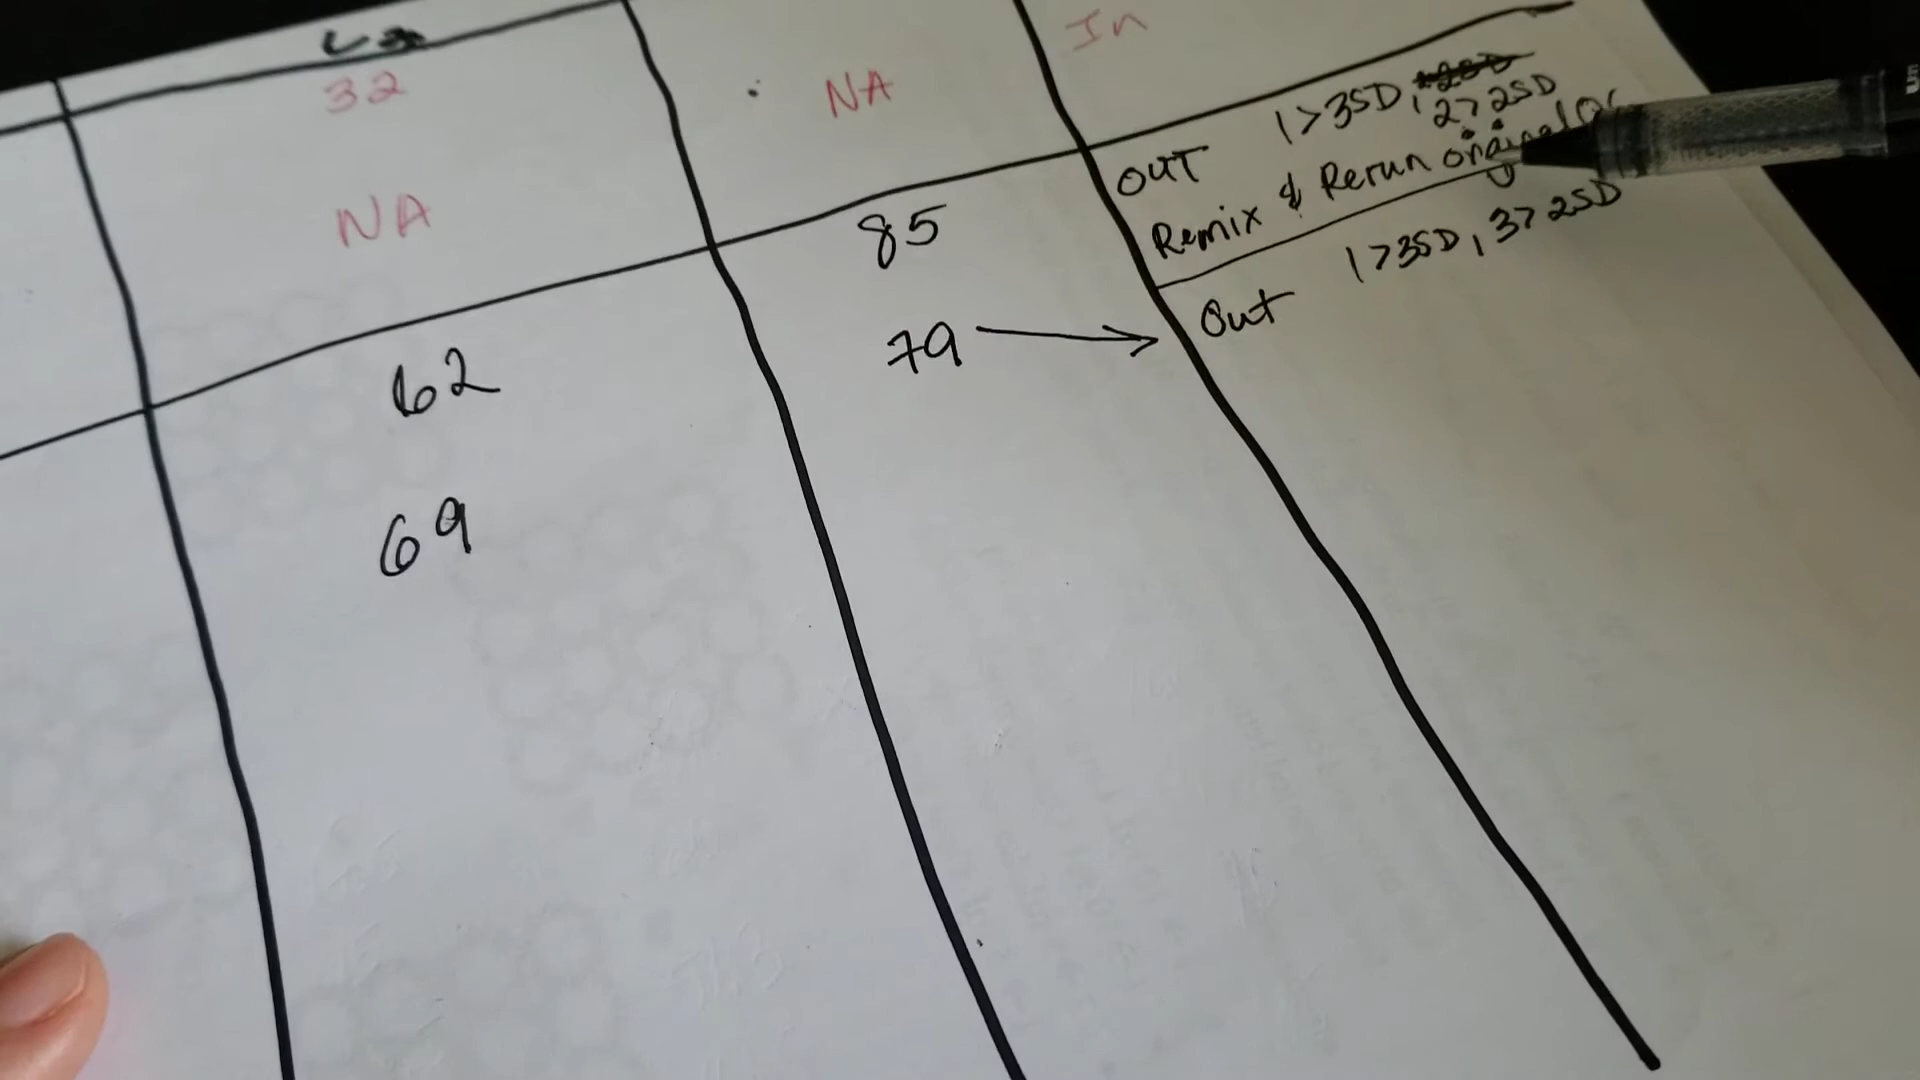 32
NA
In
NA
OUT 1>3SD, 2>2SD
Remix & Rerun original
85
62
79
Out 1>3SD, 3>2SD
69